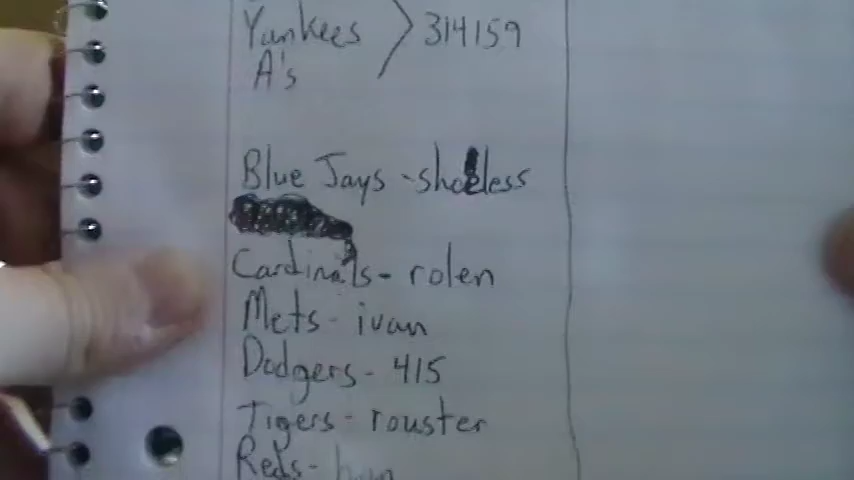 Yankees > 314159
A's
Blue Jays - shoeless
Cardinals - rolen
Mets - ivan
Dodgers - 415
Tigers - rouster
Reds -